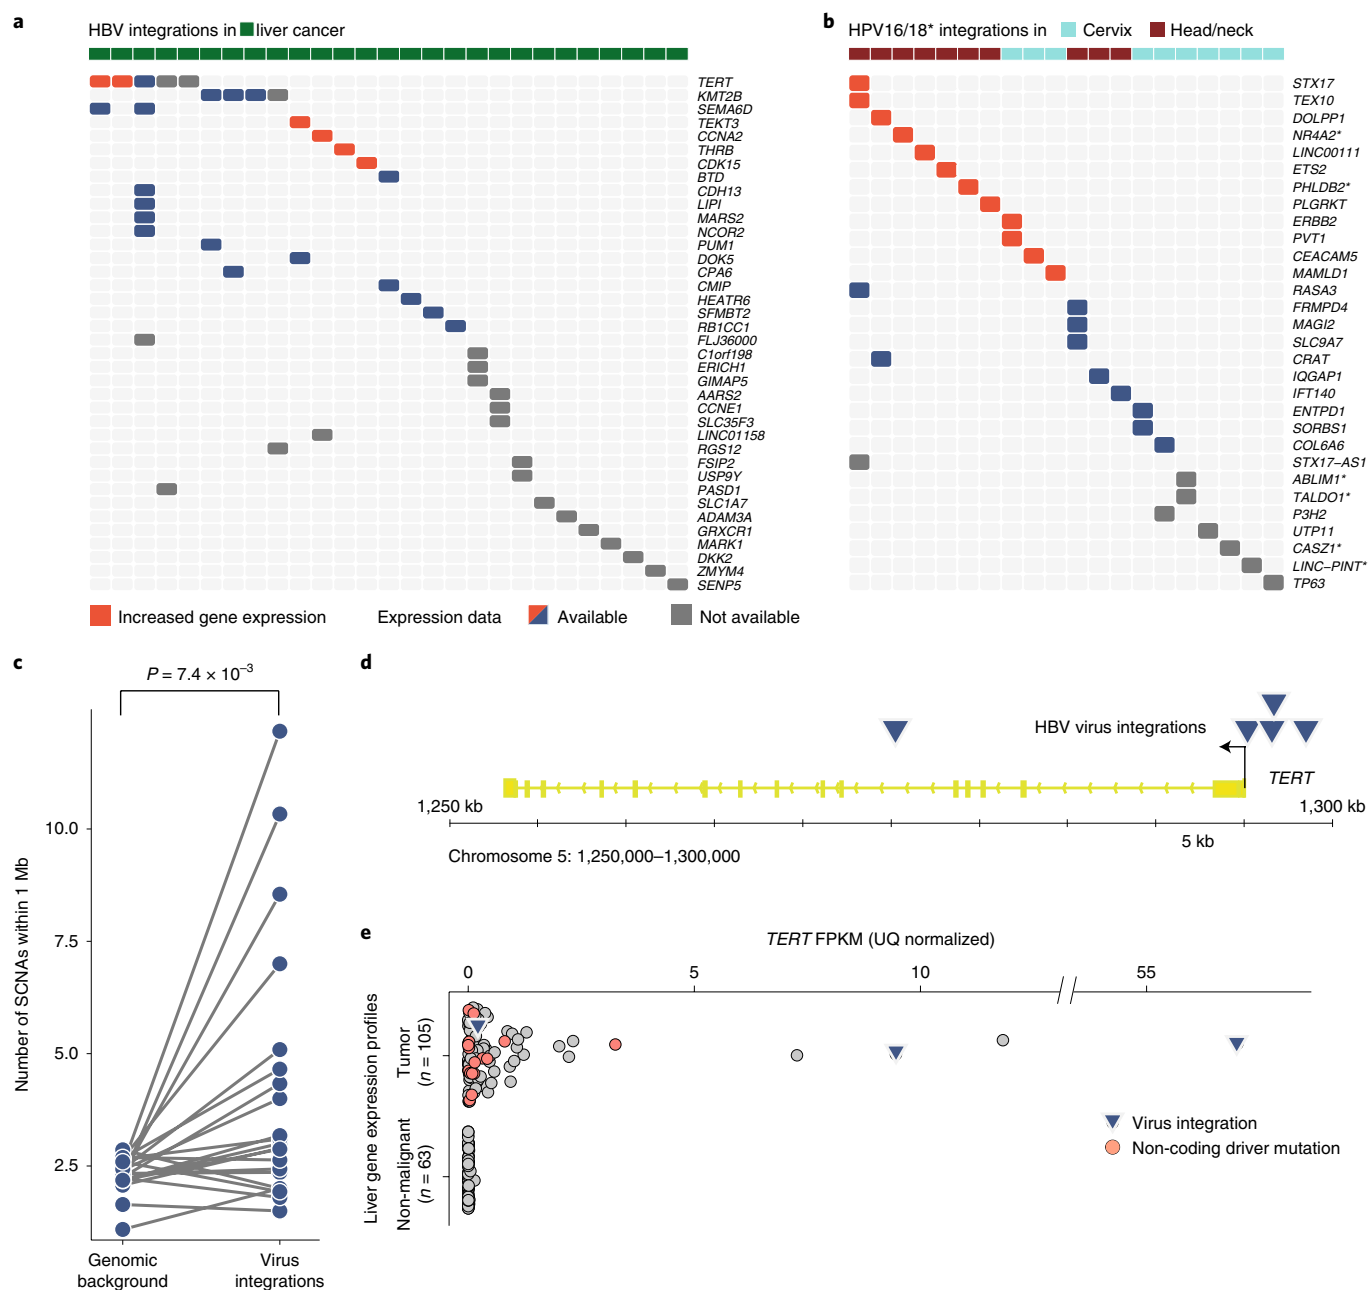 a
HBV integrations in liver cancer
TERT
KMT2B
SEMA6D
TEKT3
CCNA2
THRB
CDK15
BTD
CDH13
LIPI
MARS2
NCOR2
PUM1
DOK5
CPA6
CMIP
HEATR6
SFMBT2
RB1CC1
FLJ36000
C1orf198
ERICH1
GIMAP5
AARS2
CCNE1
SLC35F3
LINC01158
RGS12
FSIP2
USP9Y
PASD1
SLC1A7
ADAM3A
GRXCR1
MARK1
DKK2
ZMYM4
SENP5
Increased gene expression
Expression data
Available
Not available
b
HPV16/18* integrations in Cervix Head/neck
STX17
TEX10
DOLPP1
NR4A2*
LINC00111
ETS2
PHLDB2*
PLGRKT
ERBB2
PVT1
CEACAM5
MAMLD1
RASA3
FRMPD4
MAGI2
SLC9A7
CRAT
IQGAP1
IFT140
ENTPD1
SORBS1
COL6A6
STX17–AS1
ABLIM1*
TALDO1*
P3H2
UTP11
CASZ1*
LINC–PINT*
TP63
c
P = 7.4 × 10⁻³
Number of SCNAs within 1 Mb
10.0
7.5
5.0
2.5
Genomic
background
Virus
integrations
d
HBV virus integrations
TERT
1,250 kb
1,300 kb
5 kb
Chromosome 5: 1,250,000–1,300,000
e
TERT FPKM (UQ normalized)
0
5
10
55
Liver gene expression profiles
Tumor
(n = 105)
Non-malignant
(n = 63)
Virus integration
Non-coding driver mutation